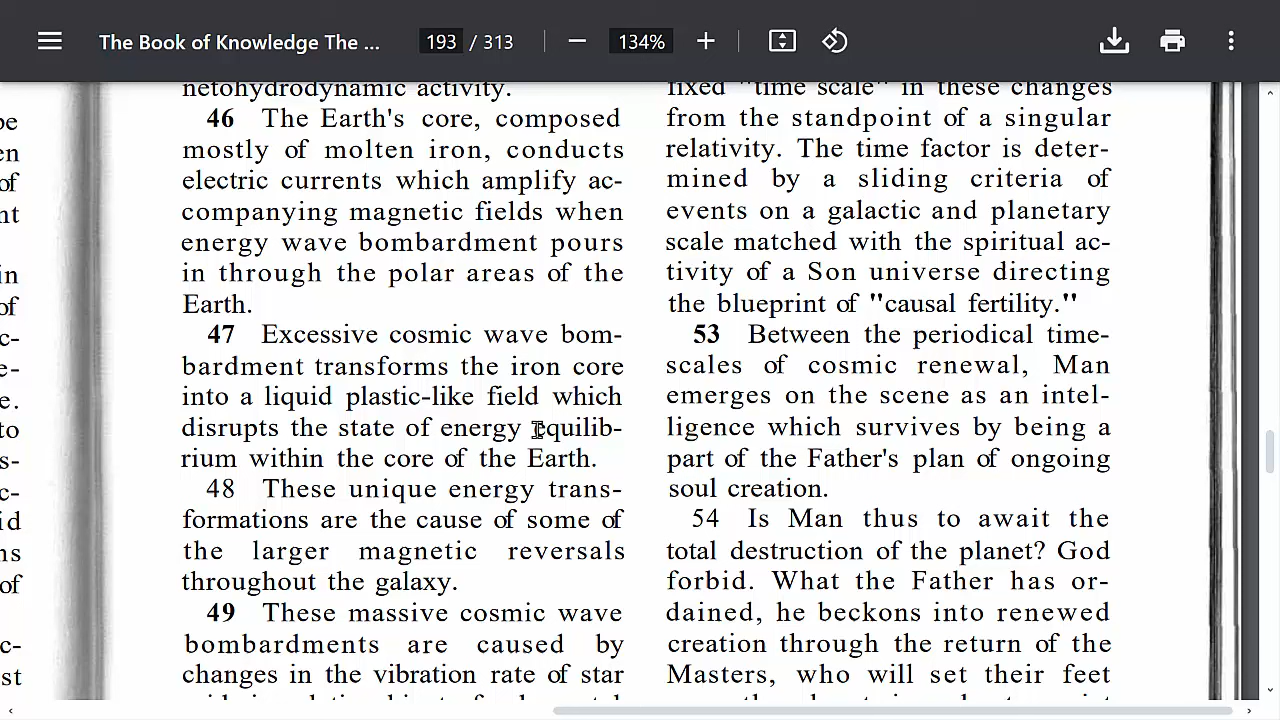 The Book of Knowledge The ...
193 / 313
134%
be
en
of
nt
in
of
c-
e-
e.
to
s-
c-
id
ns
of
c-
st
netohydrodynamic activity.
46 The Earth's core, composed
mostly of molten iron, conducts
electric currents which amplify ac-
companying magnetic fields when
energy wave bombardment pours
in through the polar areas of the
Earth.
47 Excessive cosmic wave bom-
bardment transforms the iron core
into a liquid plastic-like field which
disrupts the state of energy equilib-
rium within the core of the Earth.
48 These unique energy trans-
formations are the cause of some of
the larger magnetic reversals
throughout the galaxy.
49 These massive cosmic wave
bombardments are caused by
changes in the vibration rate of star
fixed "time scale" in these changes
from the standpoint of a singular
relativity. The time factor is deter-
mined by a sliding criteria of
events on a galactic and planetary
scale matched with the spiritual ac-
tivity of a Son universe directing
the blueprint of "causal fertility."
53 Between the periodical time-
scales of cosmic renewal, Man
emerges on the scene as an intel-
ligence which survives by being a
part of the Father's plan of ongoing
soul creation.
54 Is Man thus to await the
total destruction of the planet? God
forbid. What the Father has or-
dained, he beckons into renewed
creation through the return of the
Masters, who will set their feet